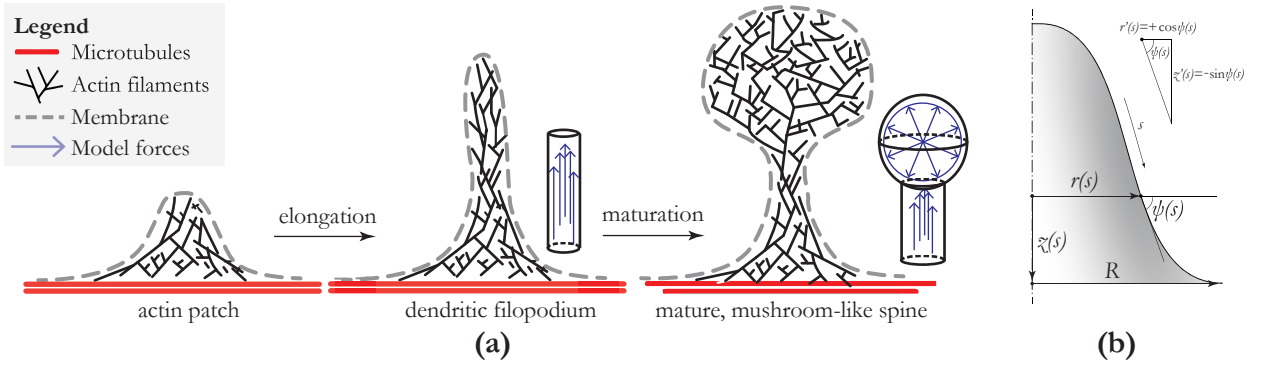 Legend
Microtubules
Actin filaments
Membrane
Model forces
elongation
maturation
actin patch
dendritic filopodium
mature, mushroom-like spine
(a)
r'(s)=+cosψ(s)
ψ(s)
z'(s)=-sinψ(s)
s
r(s)
ψ(s)
z(s)
R
(b)